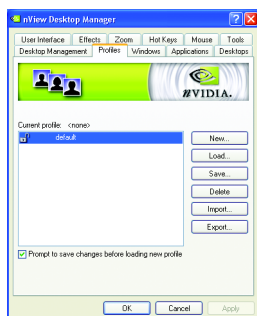 nView Desktop Manager
User Interface Effects Zoom Hot Keys Mouse Tools
Desktop Management Profiles Windows Applications Desktops
nVIDIA.
Current profile: <none>
default
New...
Load...
Save...
Delete
Import...
Export...
Prompt to save changes before loading new profile
OK Cancel Apply